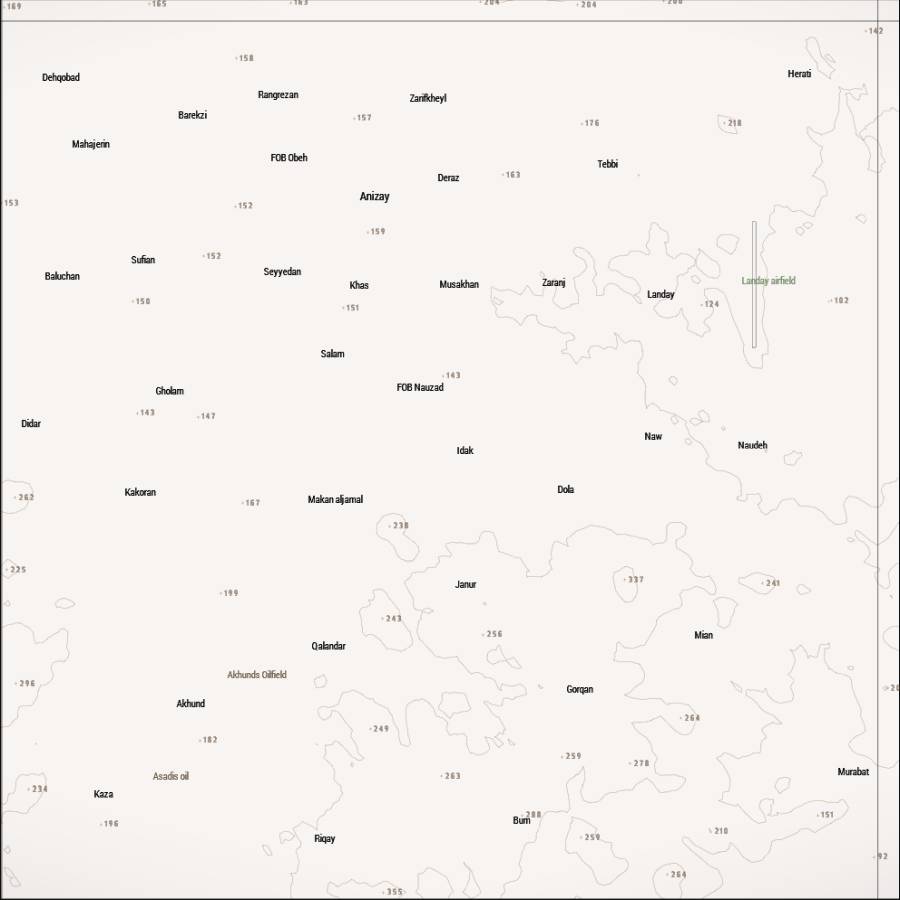 169
165
163
204
204
208
142
158
Herati
Dehqobad
Rangrezan
Zarifkheyl
Barekzi
157
176
218
Mahajerin
FOB Obeh
Tebbi
Deraz
163
Anizay
153
152
159
Sufian
152
Baluchan
Seyyedan
Khas
Musakhan
Zaranj
Landay airfield
Landay
150
151
124
102
Salam
143
FOB Nauzad
Gholam
143
147
Didar
Naw
Naudeh
Idak
Dola
Kakoran
262
167
Makan aljamal
238
225
Janur
337
241
199
243
256
Mian
Qalandar
Akhunds Oilfield
296
Gorqan
20
Akhund
264
249
182
259
278
Asadis oil
263
Murabat
234
Kaza
196
288
Bum
151
Riqay
259
210
92
264
355